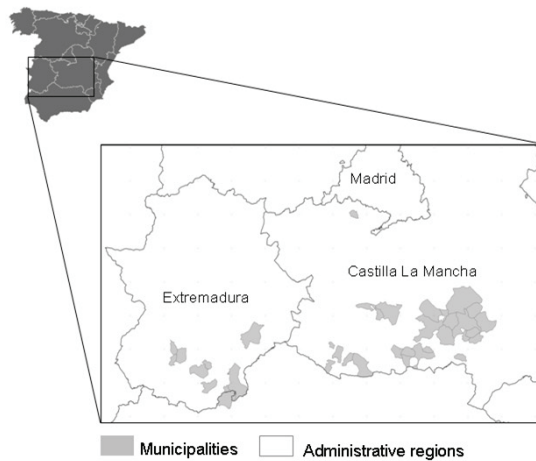 Madrid
Castilla La Mancha
Extremadura
Municipalities
Administrative regions